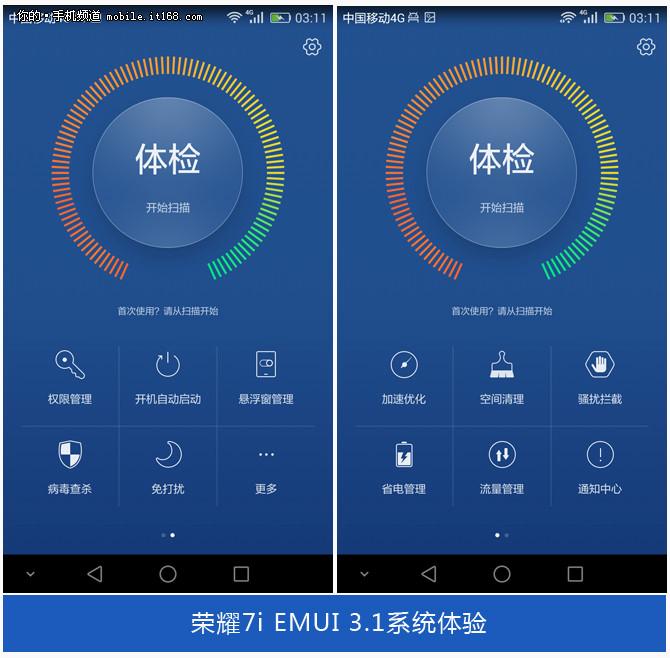 你的·手机频道 mobile.it168.com
4G 03:11
体检
开始扫描
首次使用？请从扫描开始
权限管理 开机自动启动 悬浮窗管理
病毒查杀 免打扰 更多
中国移动4G 4G 03:11
体检
开始扫描
首次使用？请从扫描开始
加速优化 空间清理 骚扰拦截
省电管理 流量管理 通知中心
荣耀7i EMUI 3.1系统体验